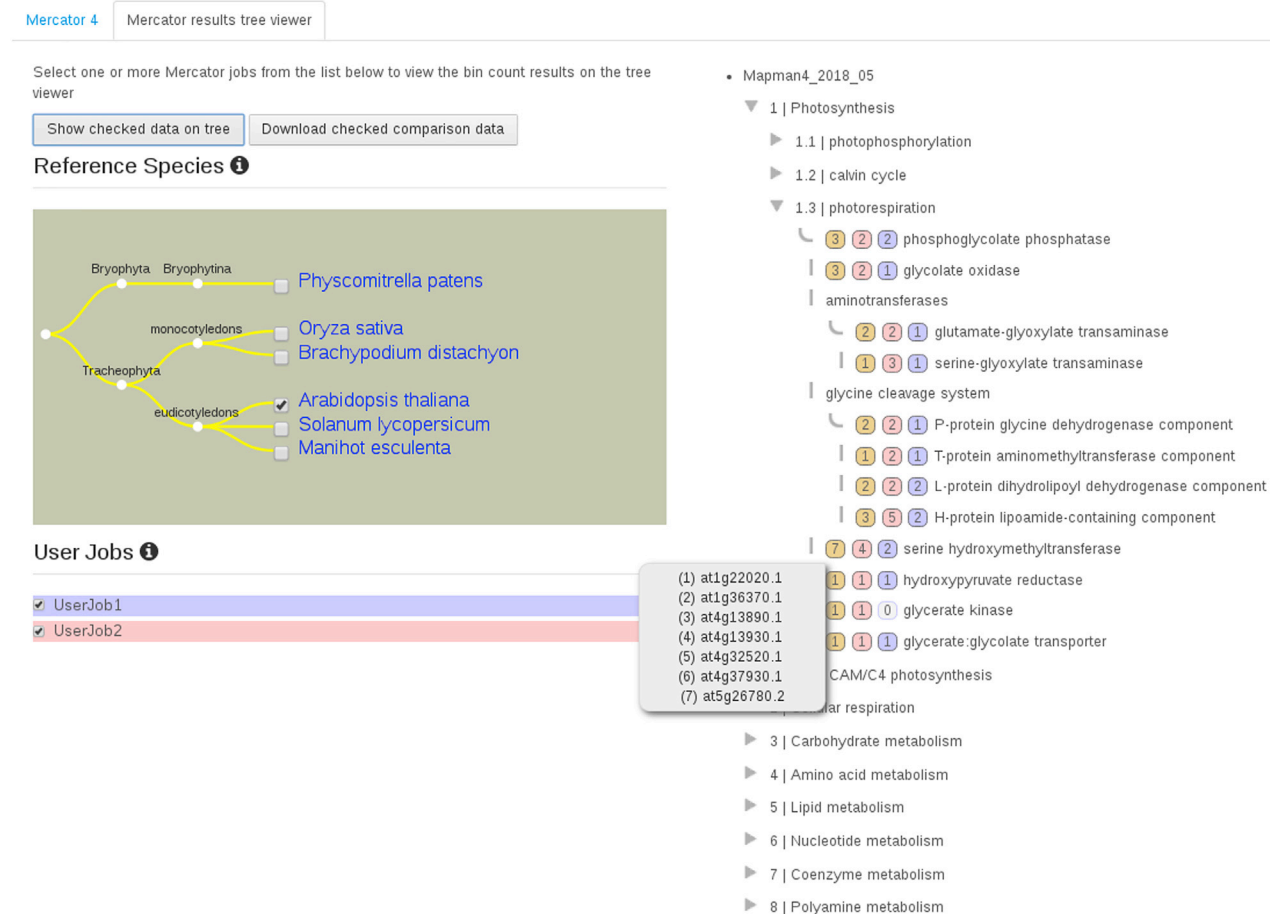 Mercator 4
Mercator results tree viewer
Select one or more Mercator jobs from the list below to view the bin count results on the tree
viewer
Show checked data on tree
Download checked comparison data
Reference Species
Bryophyta
Bryophytina
Physcomitrella patens
monocotyledons
Oryza sativa
Brachypodium distachyon
Tracheophyta
eudicotyledons
Arabidopsis thaliana
Solanum lycopersicum
Manihot esculenta
User Jobs
UserJob1
UserJob2
(1) at1g22020.1
(2) at1g36370.1
(3) at4g13890.1
(4) at4g13930.1
(5) at4g32520.1
(6) at4g37930.1
(7) at5g26780.2
Mapman4_2018_05
1 | Photosynthesis
1.1 | photophosphorylation
1.2 | calvin cycle
1.3 | photorespiration
3 2 2 phosphoglycolate phosphatase
3 2 1 glycolate oxidase
aminotransferases
2 2 1 glutamate-glyoxylate transaminase
1 3 1 serine-glyoxylate transaminase
glycine cleavage system
2 2 1 P-protein glycine dehydrogenase component
1 2 1 T-protein aminomethyltransferase component
2 2 2 L-protein dihydrolipoyl dehydrogenase component
3 5 2 H-protein lipoamide-containing component
7 4 2 serine hydroxymethyltransferase
1 1 1 hydroxypyruvate reductase
1 1 0 glycerate kinase
1 1 1 glycerate:glycolate transporter
CAM/C4 photosynthesis
respiration
3 | Carbohydrate metabolism
4 | Amino acid metabolism
5 | Lipid metabolism
6 | Nucleotide metabolism
7 | Coenzyme metabolism
8 | Polyamine metabolism